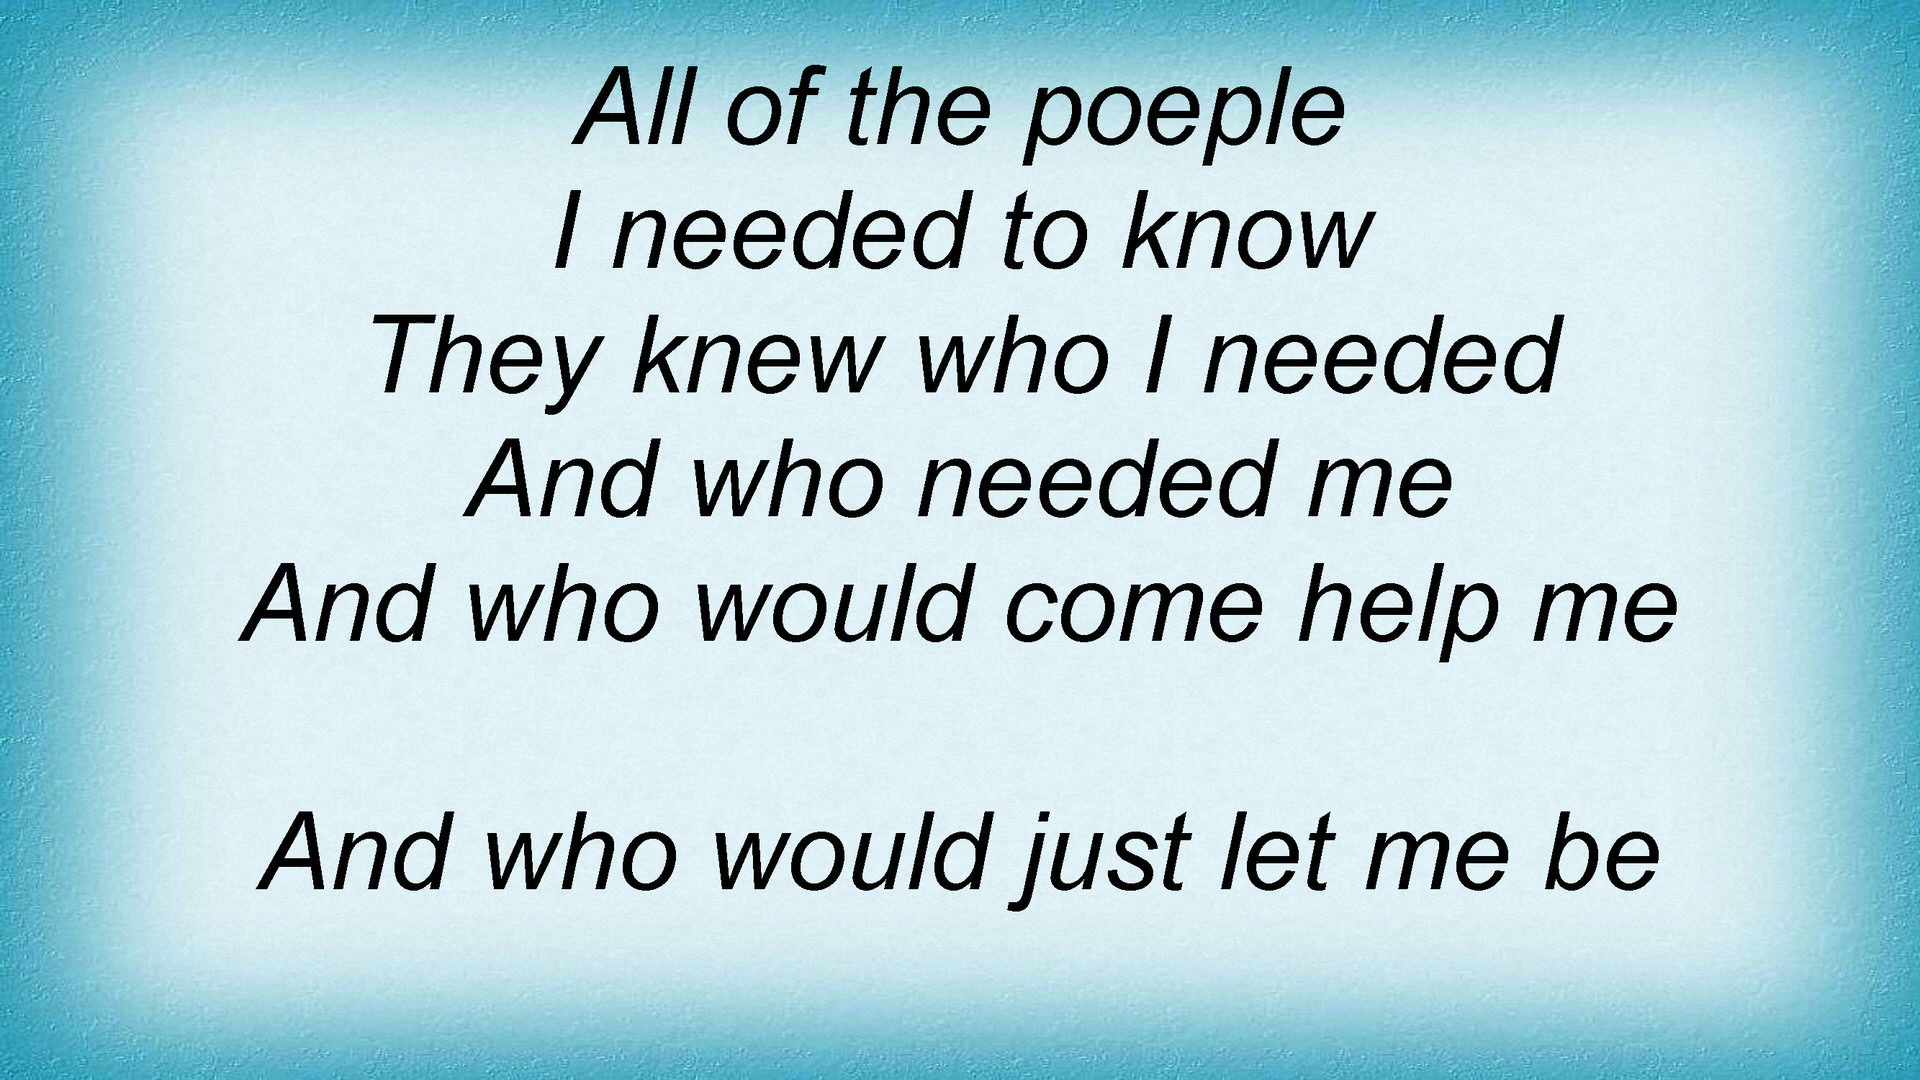 All of the poeple
I needed to know
They knew who I needed
And who needed me
And who would come help me
And who would just let me be